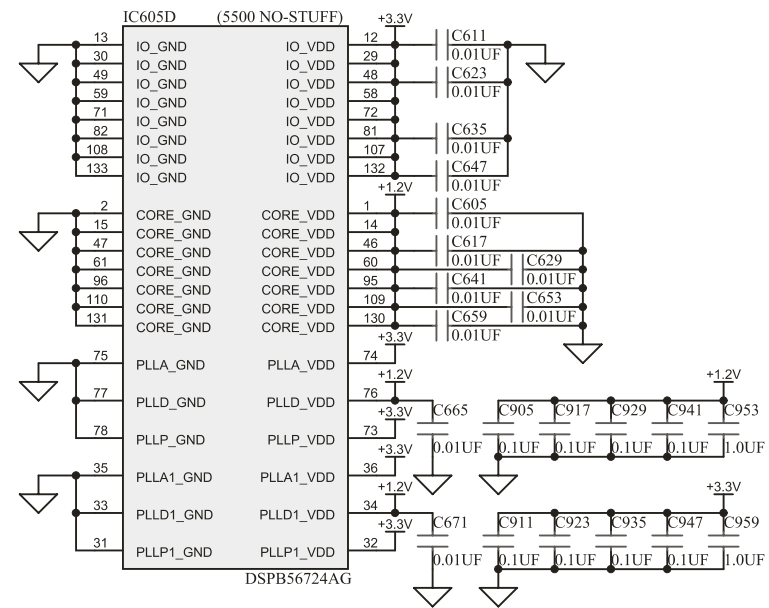 IC605D (5500 NO-STUFF) +3.3V
13 IO_GND IO_VDD 12 C611
0.01UF
30 IO_GND IO_VDD 29
49 IO_GND IO_VDD 48 C623
0.01UF
59 IO_GND IO_VDD 58
71 IO_GND IO_VDD 72
82 IO_GND IO_VDD 81 C635
0.01UF
108 IO_GND IO_VDD 107
133 IO_GND IO_VDD 132 C647
0.01UF
+1.2V
2 CORE_GND CORE_VDD 1 C605
0.01UF
15 CORE_GND CORE_VDD 14
47 CORE_GND CORE_VDD 46 C617
0.01UF
61 CORE_GND CORE_VDD 60 C629
0.01UF
96 CORE_GND CORE_VDD 95 C641
0.01UF
110 CORE_GND CORE_VDD 109 C653
0.01UF
131 CORE_GND CORE_VDD 130 C659
0.01UF
+3.3V
75 PLLA_GND PLLA_VDD 74
+1.2V +1.2V
77 PLLD_GND PLLD_VDD 76
C665 C905 C917 C929 C941 C953
+3.3V
78 PLLP_GND PLLP_VDD 73
0.01UF 0.1UF 0.1UF 0.1UF 0.1UF 1.0UF
+3.3V
35 PLLA1_GND PLLA1_VDD 36
+1.2V +3.3V
33 PLLD1_GND PLLD1_VDD 34
C671 C911 C923 C935 C947 C959
+3.3V
31 PLLP1_GND PLLP1_VDD 32
0.01UF 0.1UF 0.1UF 0.1UF 0.1UF 1.0UF
DSPB56724AG